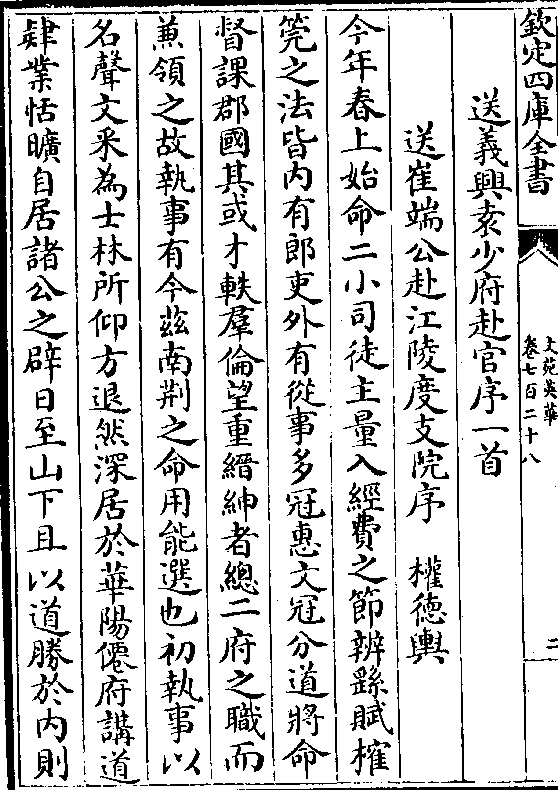 欽定四庫全書
文苑英華
卷七百二十八
二
送義興袁少府赴官序一首
送崔端公赴江陵度支院序　權德輿
今年春上始命二小司徒主量入經費之節辨繇賦榷
筦之法皆内有郎吏外有從事多冠惠文冠分道將命
督課郡國其或才軼羣倫望重縉紳者總二府之職而
兼領之故執事有今兹南荆之命用能選也初執事以
名聲文釆為士林所仰方退然深居於華陽僊府講道
肄業恬曠自居諸公之辟日至山下且以道勝於内則